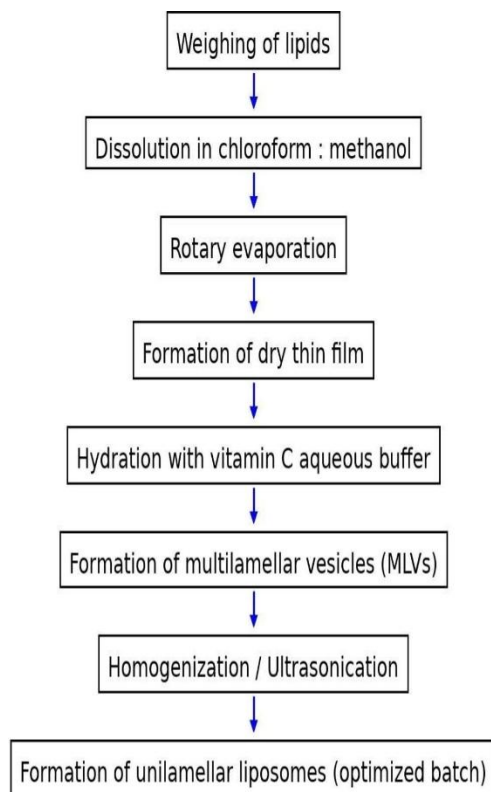 Weighing of lipids
Dissolution in chloroform : methanol
Rotary evaporation
Formation of dry thin film
Hydration with vitamin C aqueous buffer
Formation of multilamellar vesicles (MLVs)
Homogenization / Ultrasonication
Formation of unilamellar liposomes (optimized batch)